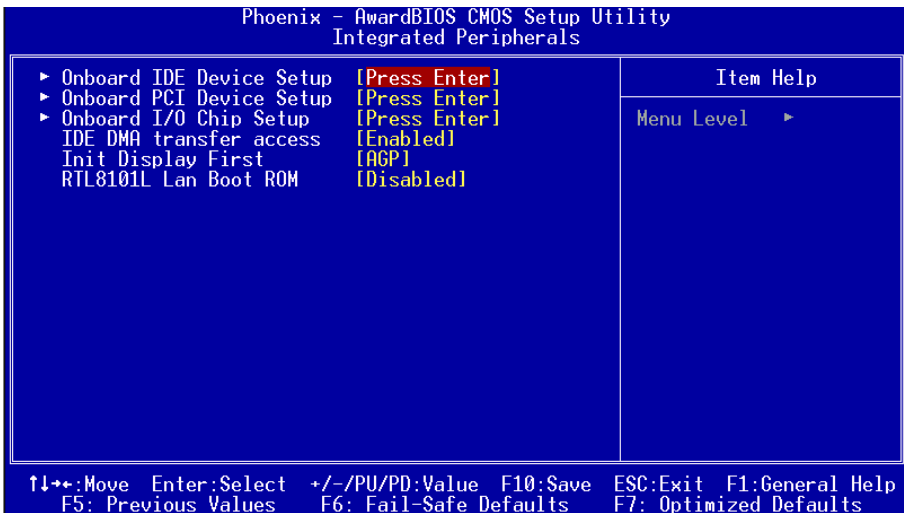 Phoenix - AwardBIOS CMOS Setup Utility
Integrated Peripherals
► Onboard IDE Device Setup [Press Enter]
► Onboard PCI Device Setup [Press Enter]
► Onboard I/O Chip Setup [Press Enter]
IDE DMA transfer access [Enabled]
Init Display First [AGP]
RTL8101L Lan Boot ROM [Disabled]
Item Help
Menu Level ►
↑↓→←:Move Enter:Select +/-/PU/PD:Value F10:Save ESC:Exit F1:General Help
F5: Previous Values F6: Fail-Safe Defaults F7: Optimized Defaults